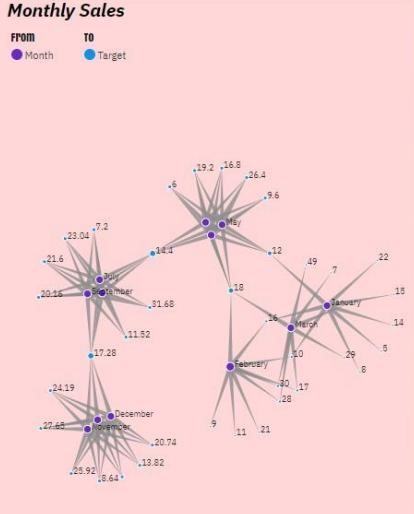 Monthly Sales
From
To
Month
Target
19.2
16.8
26.4
6
9.6
May
7.2
23.04
14.4
12
21.6
49
7
22
July
September
20.16
18
15
31.68
January
16
March
14
11.52
17.28
10
29
5
February
8
24.19
30
17
28
December
27.65
November
9
11
21
20.74
13.82
25.92
8.64